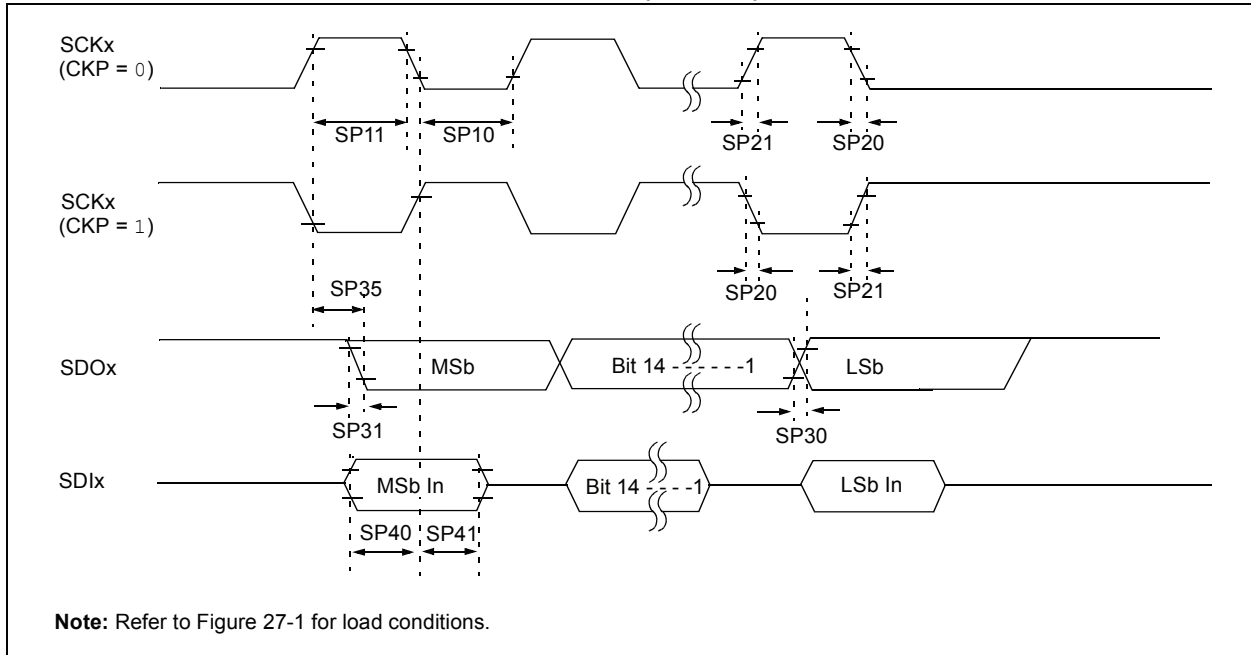 SCKx
(CKP = 0)
SP11
SP10
SP21
SP20
SCKx
(CKP = 1)
SP35
SP20
SP21
SDOx
MSb
Bit 14 - - - - - -1
LSb
SP31
SP30
SDIx
MSb In
Bit 14 - - - - -1
LSb In
SP40
SP41
Note: Refer to Figure 27-1 for load conditions.